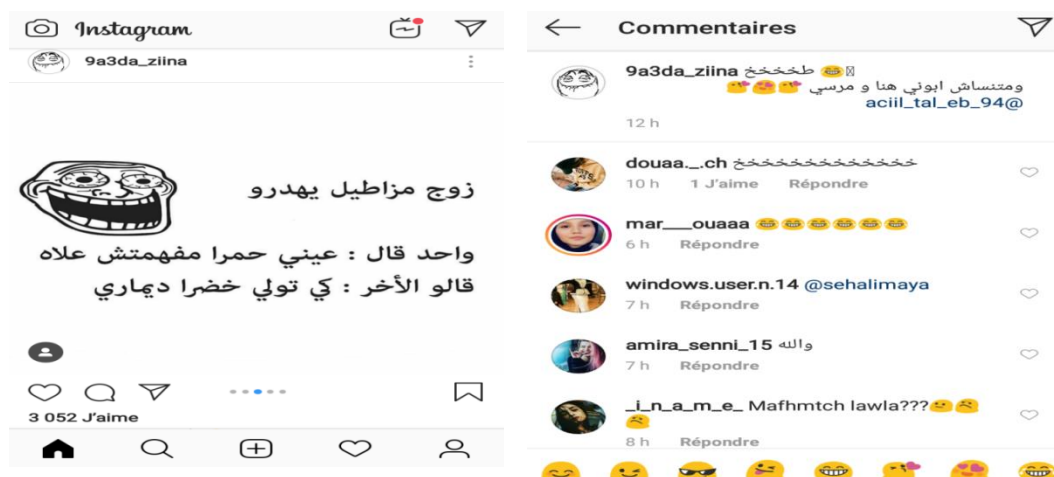 Instagram
9a3da_ziina
زوج مزاطيل يهدرو
واحد قال : عيني حمرا مفهمتش علاه
قالو الأخر : كي تولي خضرا ديماري
3 052 J'aime
Commentaires
9a3da_ziina طخخخخ 😂
ومتنساش ابوني هنا و مرسي 😘😍😘
@aciil_tal_eb_94
12 h
douaa._.ch خخخخخخخخخخخخخ
10 h 1 J'aime Répondre
mar___ouaaa 😂😂😂😂😂😂
6 h Répondre
windows.user.n.14 @sehalimaya
7 h Répondre
amira_senni_15 والله
7 h Répondre
_i_n_a_m_e_ Mafhmtch lawla???😕😟
8 h Répondre